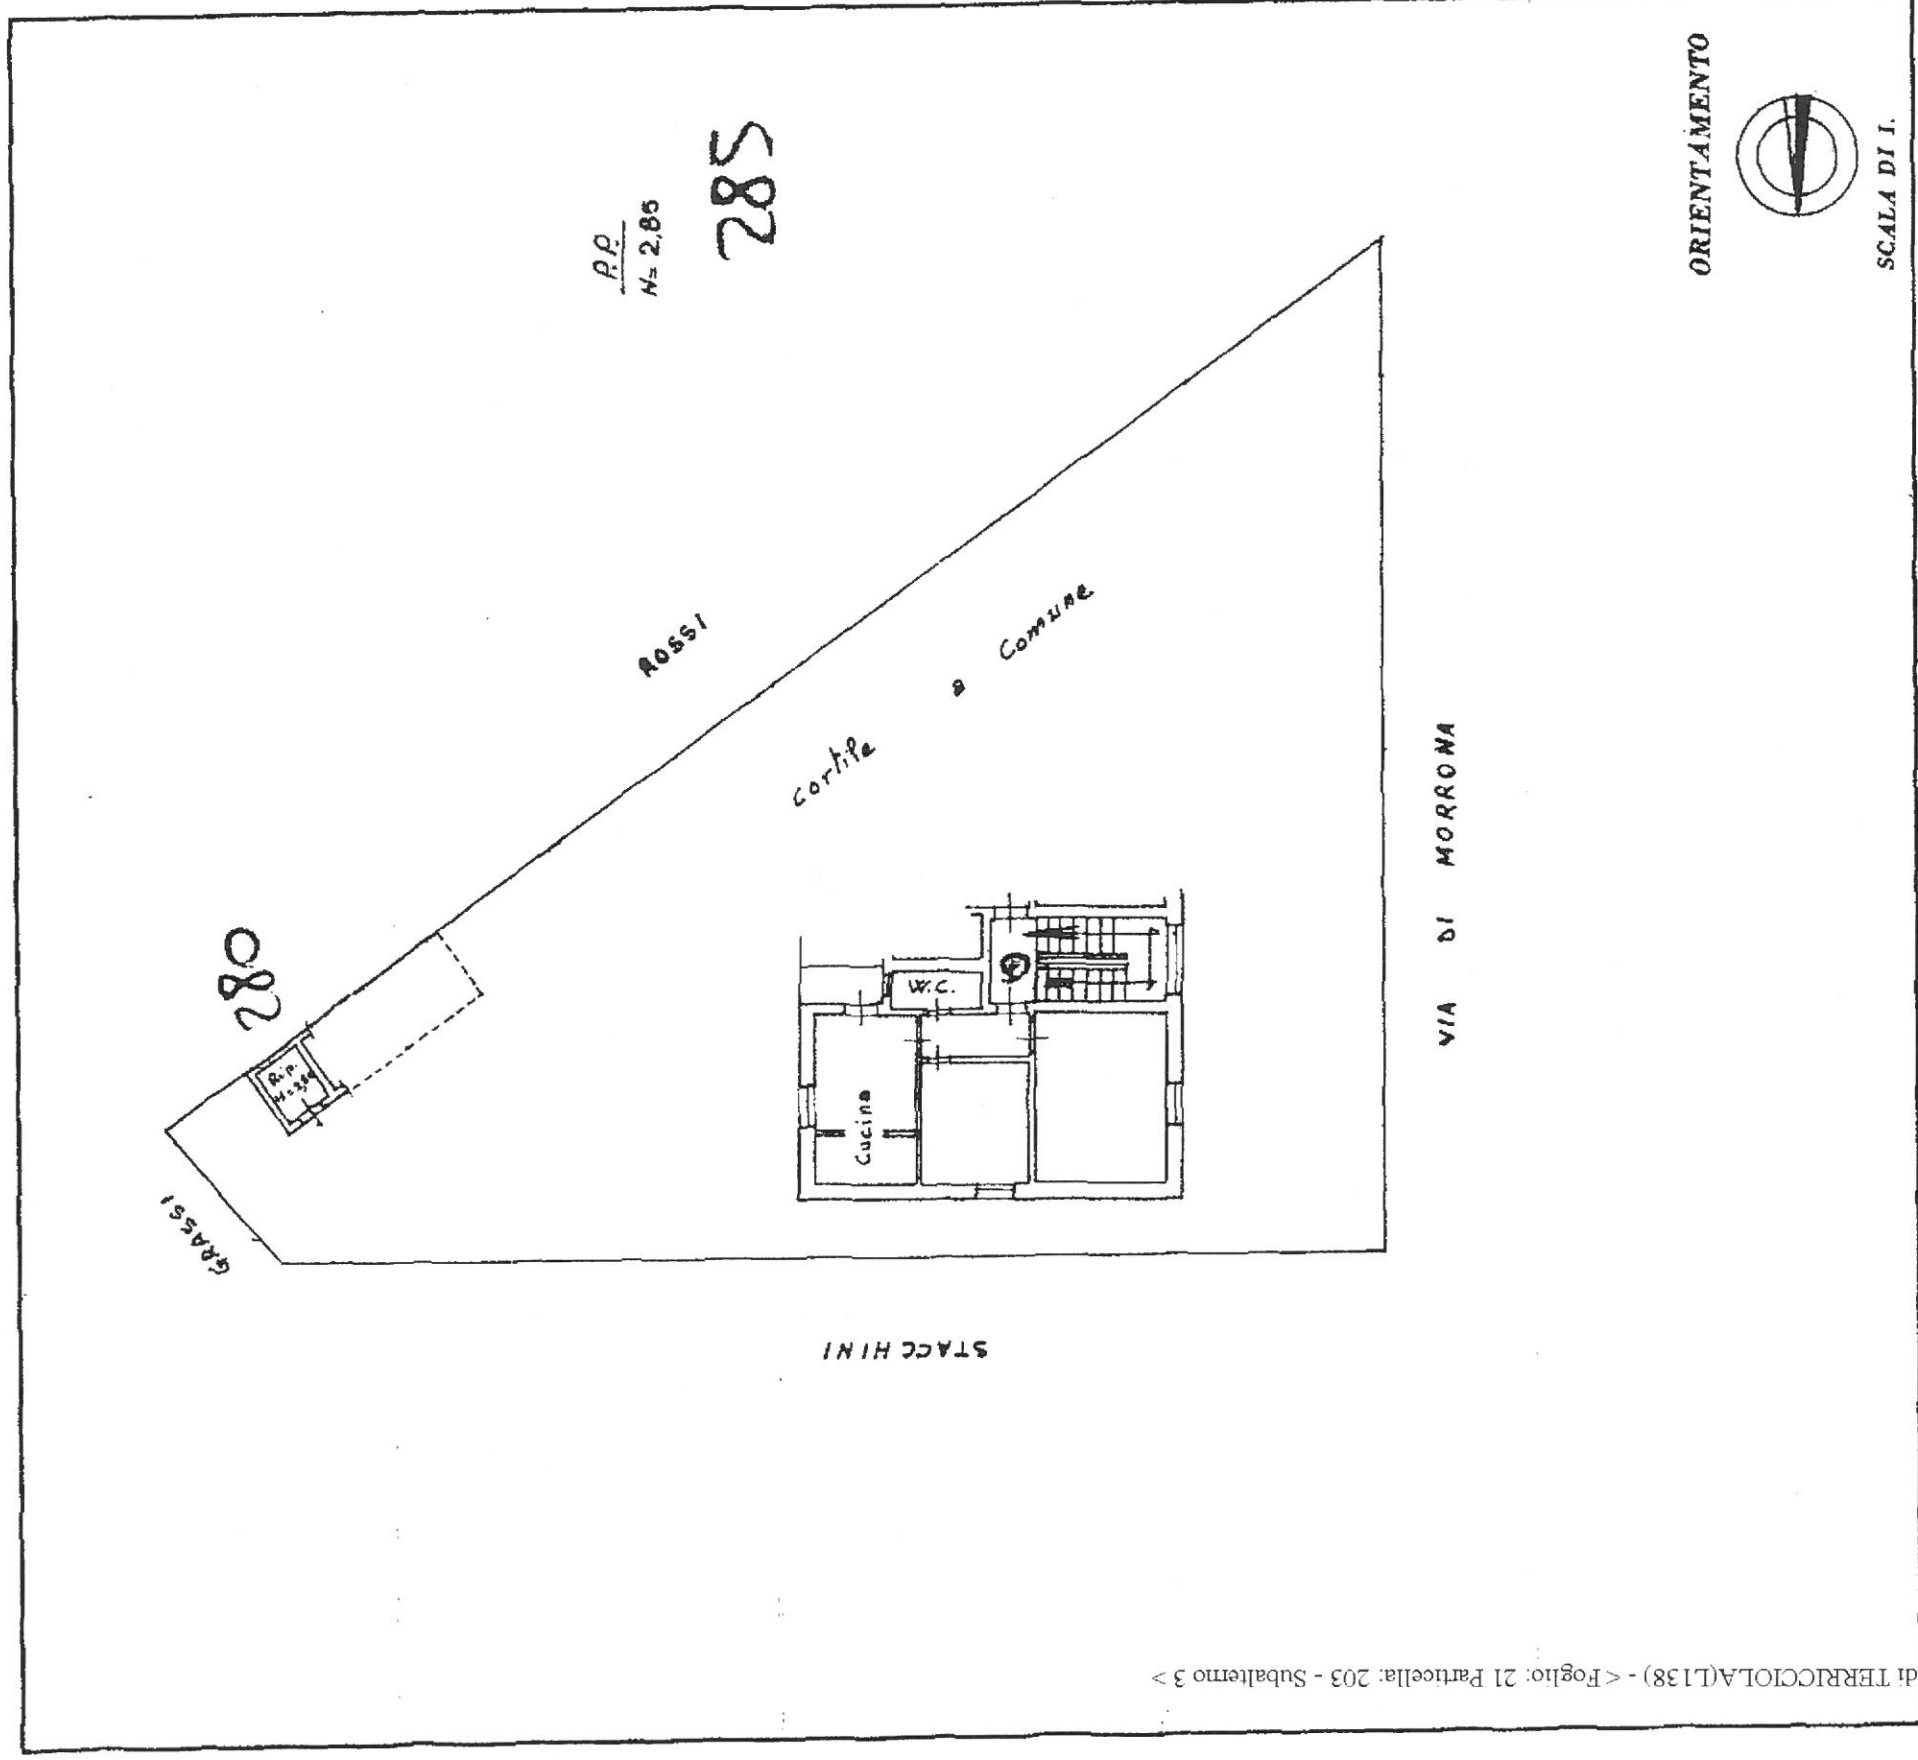 ORIENTAMENTO
SCALA DI 1.
P.P.
H= 2,85
285
280
ROSSI
Cortile a Comune
Rip.
GRASSI
W.C.
Cucina
VIA DI MORRONA
STACCHINI
di TERRICCIOLA(L138) - < Foglio: 21 Particella: 203 - Subalterno 3 >